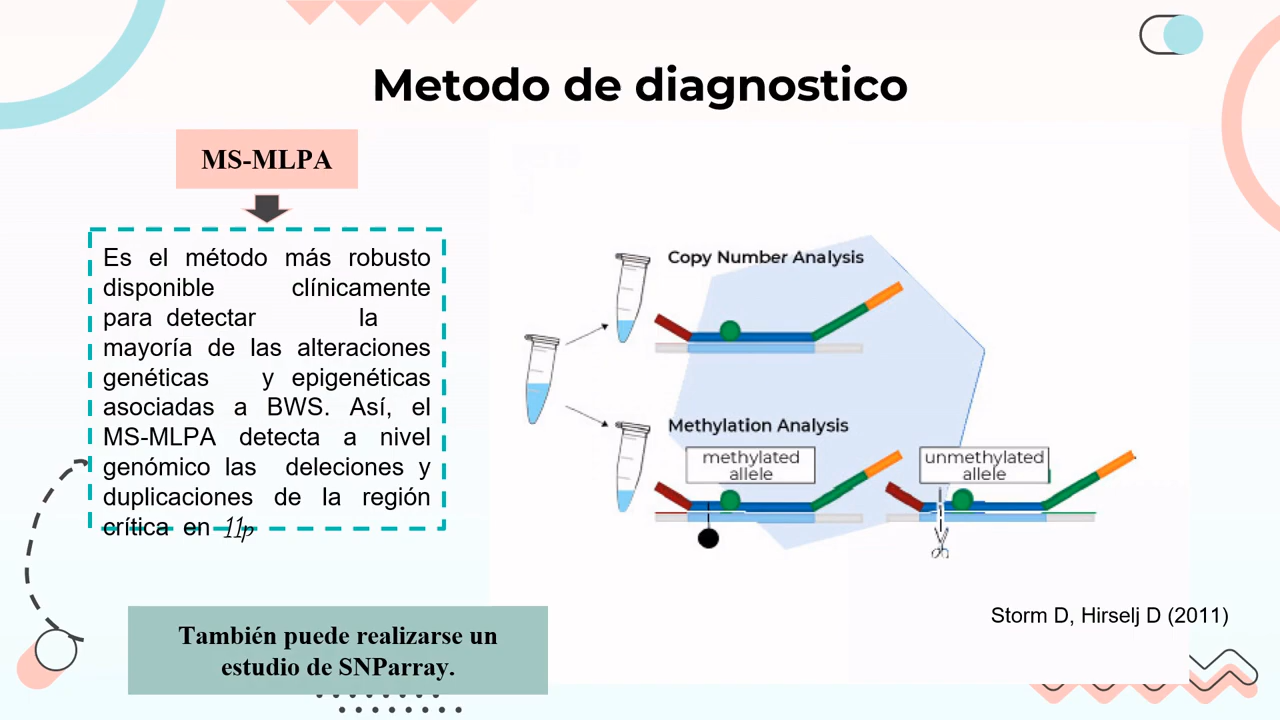 Metodo de diagnostico
MS-MLPA
Es el método más robusto
disponible clínicamente
para detectar la
mayoría de las alteraciones
genéticas y epigenéticas
asociadas a BWS. Así, el
MS-MLPA detecta a nivel
genómico las deleciones y
duplicaciones de la región
crítica en 11p
Copy Number Analysis
Methylation Analysis
methylated
allele
unmethylated
allele
Storm D, Hirselj D (2011)
También puede realizarse un
estudio de SNParray.